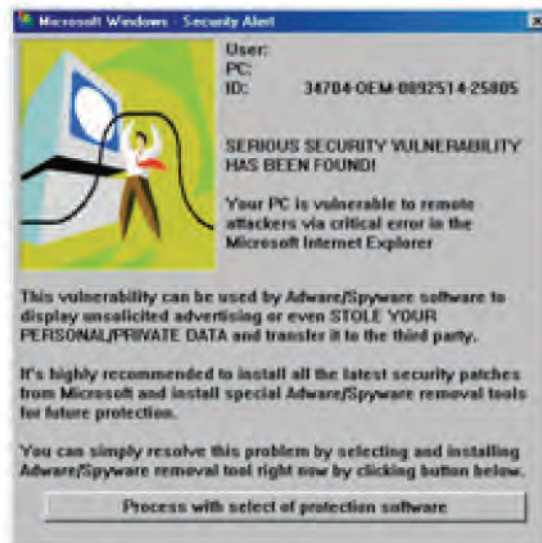 Microsoft Windows - Security Alert
User:
PC:
ID: 34704-OEM-0892514-25805
SERIOUS SECURITY VULNERABILITY
HAS BEEN FOUND!
Your PC is vulnerable to remote
attackers via critical error in the
Microsoft Internet Explorer
This vulnerability can be used by Adware/Spyware software to
display unsolicited advertising or even STOLE YOUR
PERSONAL/PRIVATE DATA and transfer it to the third party.
It's highly recommended to install all the latest security patches
from Microsoft and install special Adware/Spyware removal tools
for future protection.
You can simply resolve this problem by selecting and installing
Adware/Spyware removal tool right now by clicking button below.
Process with select of protection software